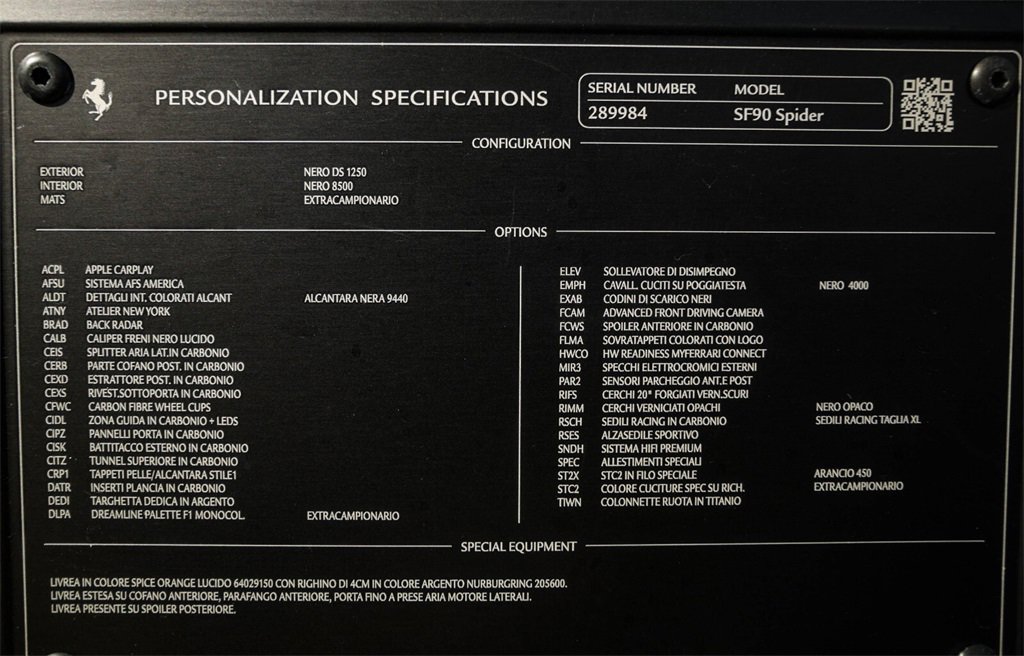 PERSONALIZATION SPECIFICATIONS
SERIAL NUMBER MODEL
289984 SF90 Spider
CONFIGURATION
EXTERIOR NERO DS 1250
INTERIOR NERO 8500
MATS EXTRACAMPIONARIO
OPTIONS
ACPL APPLE CARPLAY
AFSU SISTEMA AFS AMERICA
ALDT DETTAGLI INT. COLORATI ALCANT ALCANTARA NERA 9440
ATNY ATELIER NEW YORK
BRAD BACK RADAR
CALB CALIPER FRENI NERO LUCIDO
CEIS SPLITTER ARIA LAT.IN CARBONIO
CERB PARTE COFANO POST. IN CARBONIO
CEXD ESTRATTORE POST. IN CARBONIO
CEXS RIVEST.SOTTOPORTA IN CARBONIO
CFWC CARBON FIBRE WHEEL CUPS
CIDL ZONA GUIDA IN CARBONIO + LEDS
CIPZ PANNELLI PORTA IN CARBONIO
CISK BATTITACCO ESTERNO IN CARBONIO
CITZ TUNNEL SUPERIORE IN CARBONIO
CRP1 TAPPETI PELLE/ALCANTARA STILE1
DATR INSERTI PLANCIA IN CARBONIO
DEDI TARGHETTA DEDICA IN ARGENTO
DLPA DREAMLINE PALETTE F1 MONOCOL. EXTRACAMPIONARIO
ELEV SOLLEVATORE DI DISIMPEGNO
EMPH CAVALL. CUCITI SU POGGIATESTA NERO 4000
EXAB CODINI DI SCARICO NERI
FCAM ADVANCED FRONT DRIVING CAMERA
FCWS SPOILER ANTERIORE IN CARBONIO
FLMA SOVRATAPPETI COLORATI CON LOGO
HWCO HW READINESS MYFERRARI CONNECT
MIR3 SPECCHI ELETTROCROMICI ESTERNI
PAR2 SENSORI PARCHEGGIO ANT.E POST
RIFS CERCHI 20" FORGIATI VERN.SCURI
RIMM CERCHI VERNICIATI OPACHI NERO OPACO
RSCH SEDILI RACING IN CARBONIO SEDILI RACING TAGLIA XL
RSES ALZASEDILE SPORTIVO
SNDH SISTEMA HIFI PREMIUM
SPEC ALLESTIMENTI SPECIALI
ST2X STC2 IN FILO SPECIALE ARANCIO 450
STC2 COLORE CUCITURE SPEC SU RICH. EXTRACAMPIONARIO
TIWN COLONNETTE RUOTA IN TITANIO
SPECIAL EQUIPMENT
LIVREA IN COLORE SPICE ORANGE LUCIDO 64029150 CON RIGHINO DI 4CM IN COLORE ARGENTO NURBURGRING 205600.
LIVREA ESTESA SU COFANO ANTERIORE, PARAFANGO ANTERIORE, PORTA FINO A PRESE ARIA MOTORE LATERALI.
LIVREA PRESENTE SU SPOILER POSTERIORE.